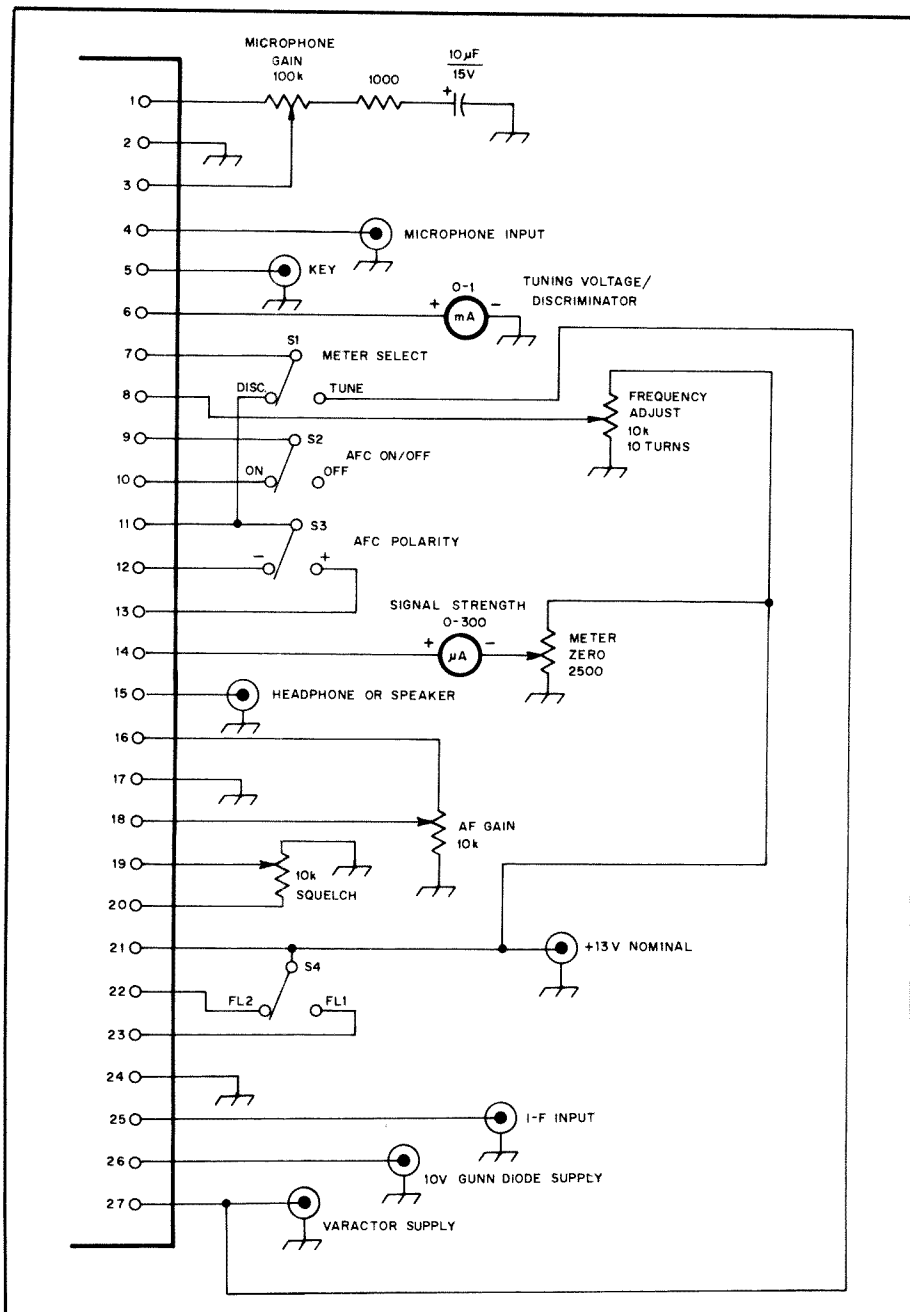 MICROPHONE
GAIN
100k
1000
10µF
15V
+
1
2
3
4
MICROPHONE INPUT
5
KEY
0-1
TUNING VOLTAGE/
DISCRIMINATOR
6
+
mA
−
S1
7
METER SELECT
8
DISC.
TUNE
FREQUENCY
ADJUST
10k
10 TURNS
9
S2
AFC ON/OFF
10
ON
OFF
11
S3
AFC POLARITY
12
−
+
13
SIGNAL STRENGTH
0-300
14
+
µA
−
METER
ZERO
2500
15
HEADPHONE OR SPEAKER
16
17
18
AF GAIN
10k
19
10k
SQUELCH
20
21
+13V NOMINAL
S4
22
FL2
FL1
23
24
25
I-F INPUT
26
10V GUNN DIODE SUPPLY
27
VARACTOR SUPPLY